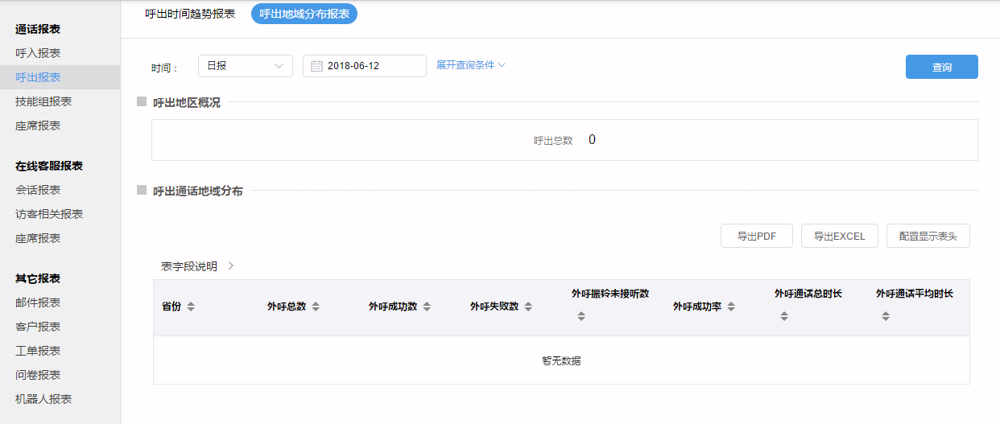 呼出时间趋势报表 呼出地域分布报表
通话报表
呼入报表
呼出报表
技能组报表
座席报表
在线客服报表
会话报表
访客相关报表
座席报表
其它报表
邮件报表
客户报表
工单报表
问卷报表
机器人报表
时间： 日报 2018-06-12 展开查询条件 查询
呼出地区概况
呼出总数 0
呼出通话地域分布
导出PDF 导出EXCEL 配置显示表头
表字段说明
省份 外呼总数 外呼成功数 外呼失败数 外呼振铃未接听数 外呼成功率 外呼通话总时长 外呼通话平均时长
暂无数据